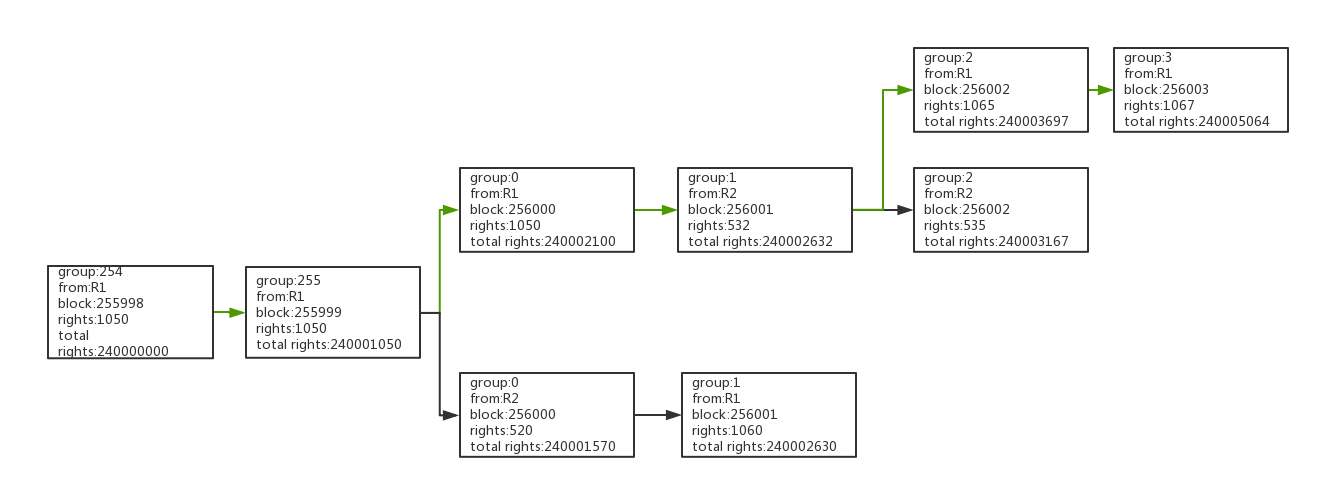 group:2
from:R1
block:256002
rights:1065
total rights:240003697
group:3
from:R1
block:256003
rights:1067
total rights:240005064
group:0
from:R1
block:256000
rights:1050
total rights:240002100
group:1
from:R2
block:256001
rights:532
total rights:240002632
group:2
from:R2
block:256002
rights:535
total rights:240003167
group:254
from:R1
block:255998
rights:1050
total
rights:240000000
group:255
from:R1
block:255999
rights:1050
total rights:240001050
group:0
from:R2
block:256000
rights:520
total rights:240001570
group:1
from:R1
block:256001
rights:1060
total rights:240002630